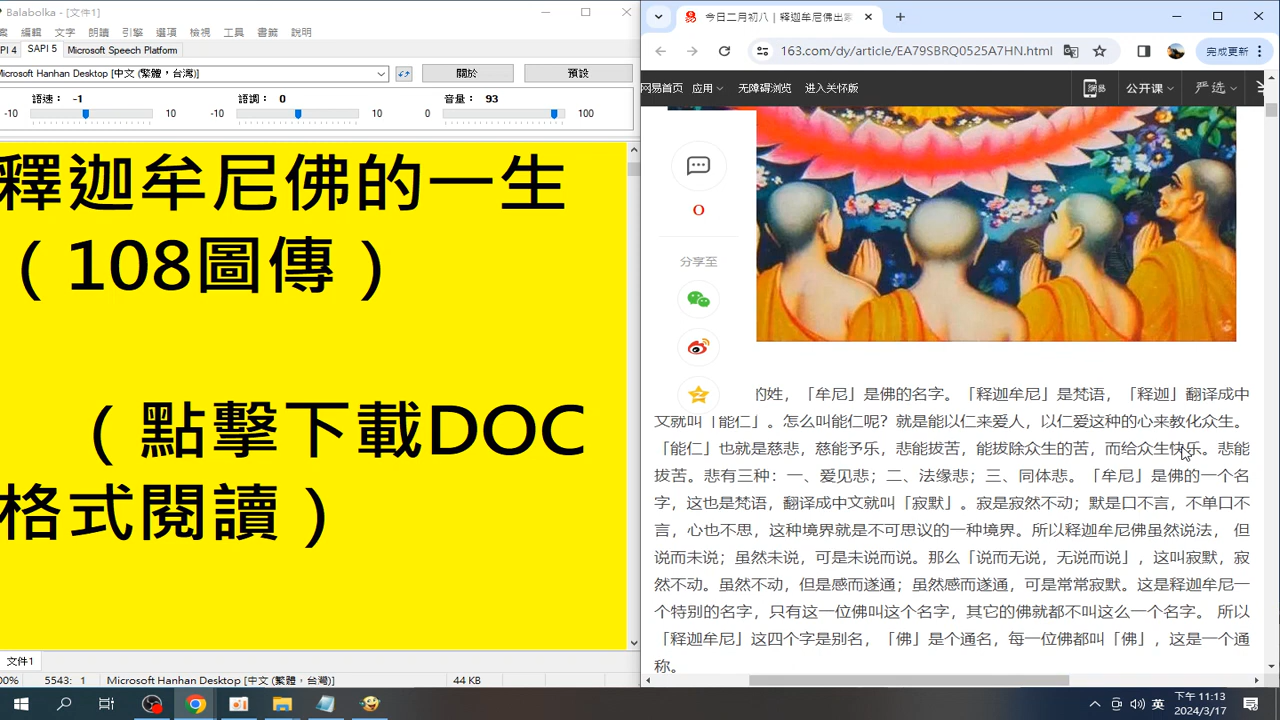 Balabolka - [文件1]
案 編輯 文字 朗讀 引擎 選項 檢視 工具 書籤 說明
PI 4 SAPI 5 Microsoft Speech Platform
Microsoft Hanhan Desktop [中文 (繁體，台灣)]
關於
預設
語速： -1
語調： 0
音量： 93
-10 10 -10 10 0 100
釋迦牟尼佛的一生
（108圖傳）
（點擊下載DOC
格式閱讀）
文件1
00% 5543: 1 Microsoft Hanhan Desktop [中文 (繁體，台灣)] 44 KB
163.com/dy/article/EA79SBRQ0525A7HN.html
完成更新
网易首页 应用 无障碍浏览 进入关怀版 公开课 严选
0
分享至
的姓，「牟尼」是佛的名字。「释迦牟尼」是梵语，「释迦」翻译成中
文就叫「能仁」。怎么叫能仁呢？就是能以仁来爱人，以仁爱这种的心来教化众生。
「能仁」也就是慈悲，慈能予乐，悲能拔苦，能拔除众生的苦，而给众生快乐。悲能
拔苦。悲有三种：一、爱见悲；二、法缘悲；三、同体悲。「牟尼」是佛的一个名
字，这也是梵语，翻译成中文就叫「寂默」。寂是寂然不动；默是口不言，不单口不
言，心也不思，这种境界就是不可思议的一种境界。所以释迦牟尼佛虽然说法，但
说而未说；虽然未说，可是未说而说。那么「说而无说，无说而说」，这叫寂默，寂
然不动。虽然不动，但是感而遂通；虽然感而遂通，可是常常寂默。这是释迦牟尼一
个特别的名字，只有这一位佛叫这个名字，其它的佛就都不叫这么一个名字。 所以
「释迦牟尼」这四个字是别名，「佛」是个通名，每一位佛都叫「佛」，这是一个通
称。
英
下午 11:13
2024/3/17